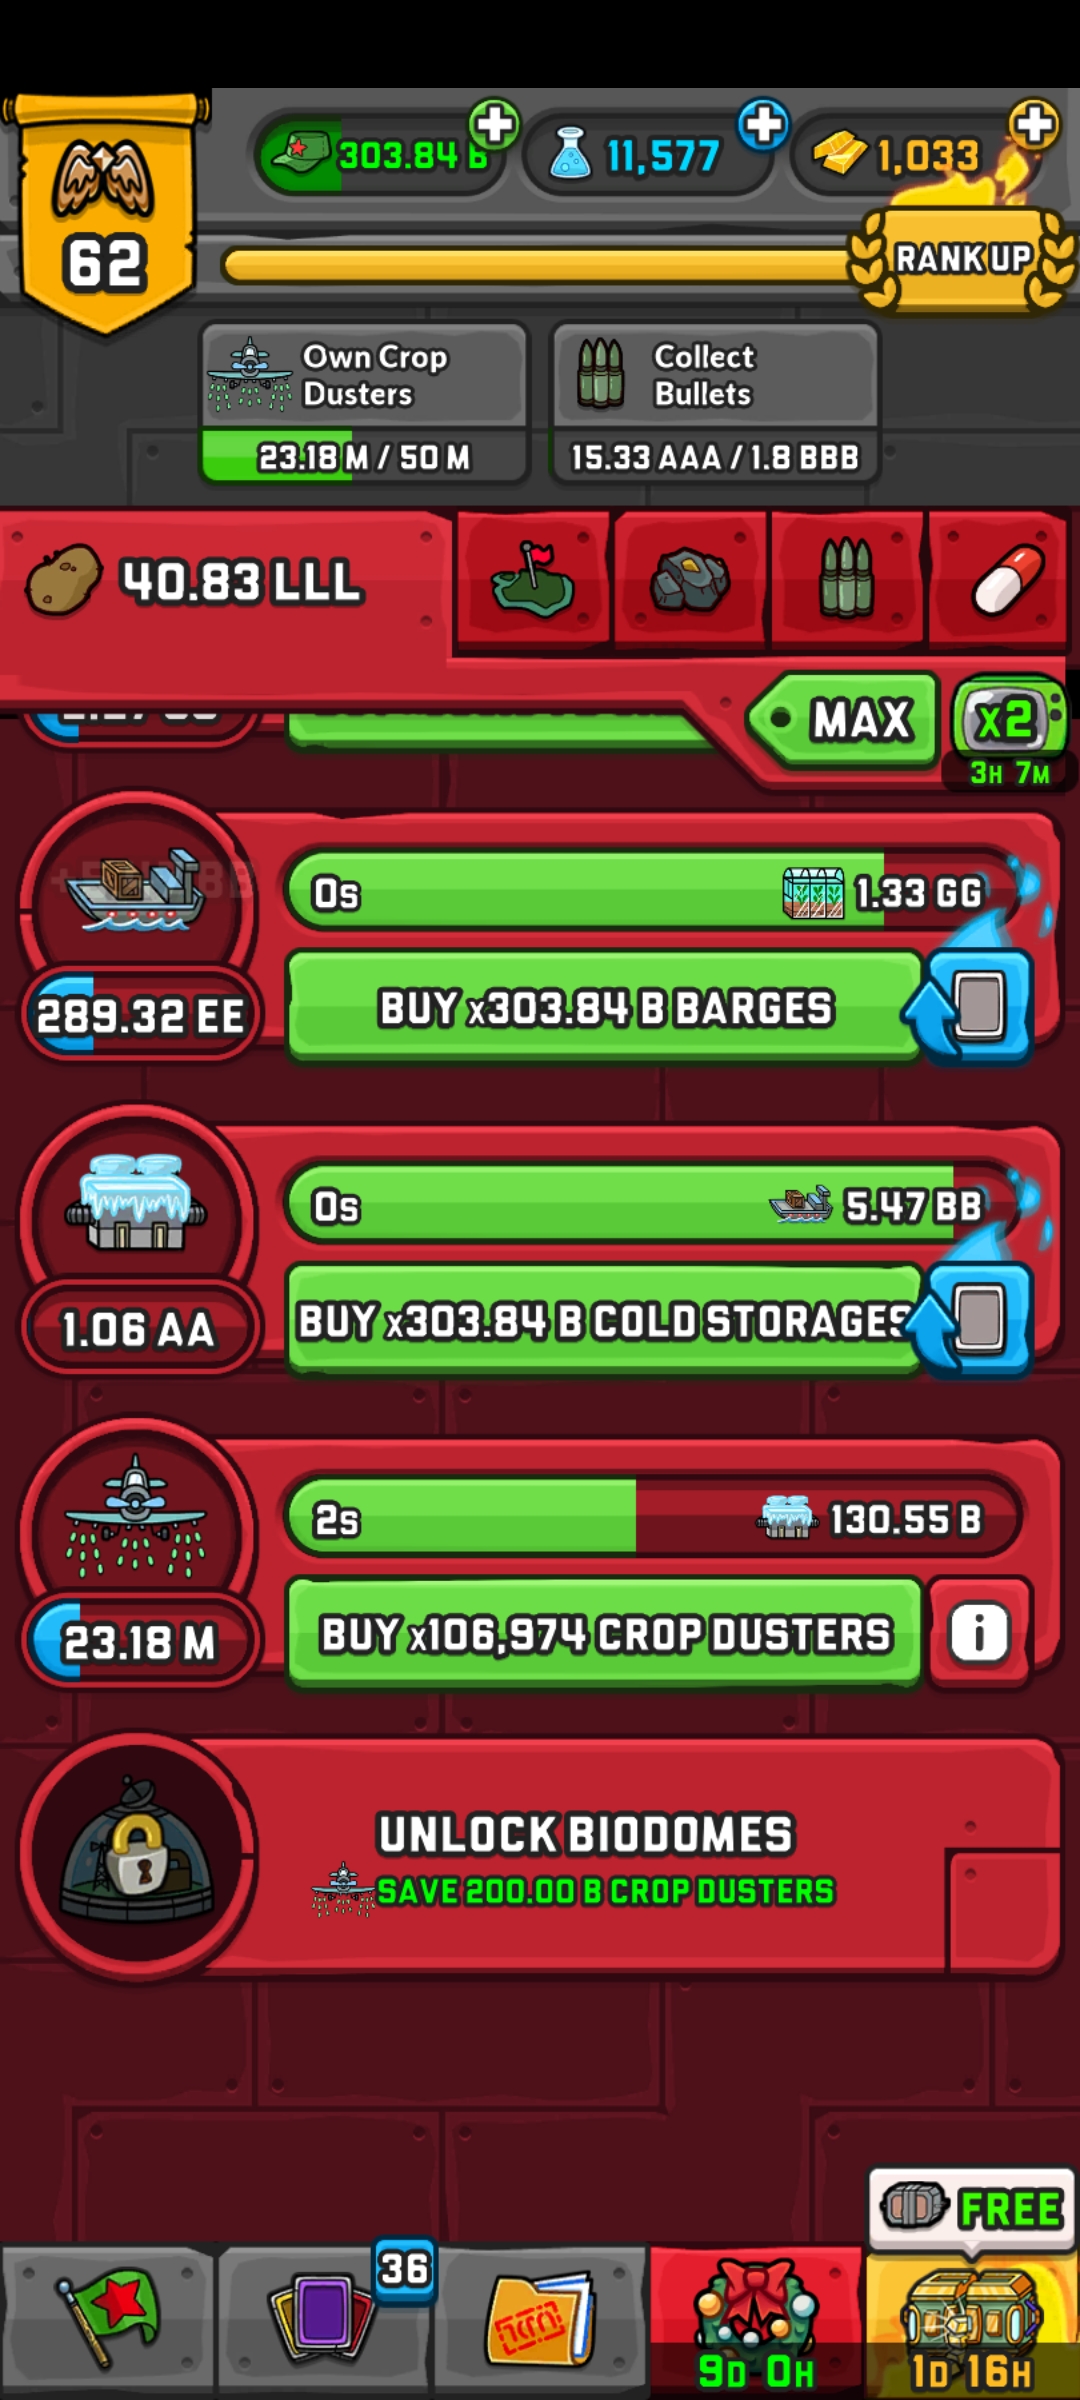 303.84 B
11,577
1,033
62
RANK UP
Own Crop
Dusters
23.18 M / 50 M
Collect
Bullets
15.33 AAA / 1.8 BBB
40.83 LLL
MAX
x2
3H 7M
0s
1.33 GG
289.32 EE
BUY x303.84 B BARGES
0s
5.47 BB
1.06 AA
BUY x303.84 B COLD STORAGES
2s
130.55 B
23.18 M
BUY x106,974 CROP DUSTERS
i
UNLOCK BIODOMES
SAVE 200.00 B CROP DUSTERS
FREE
36
9D 0H
1D 16H